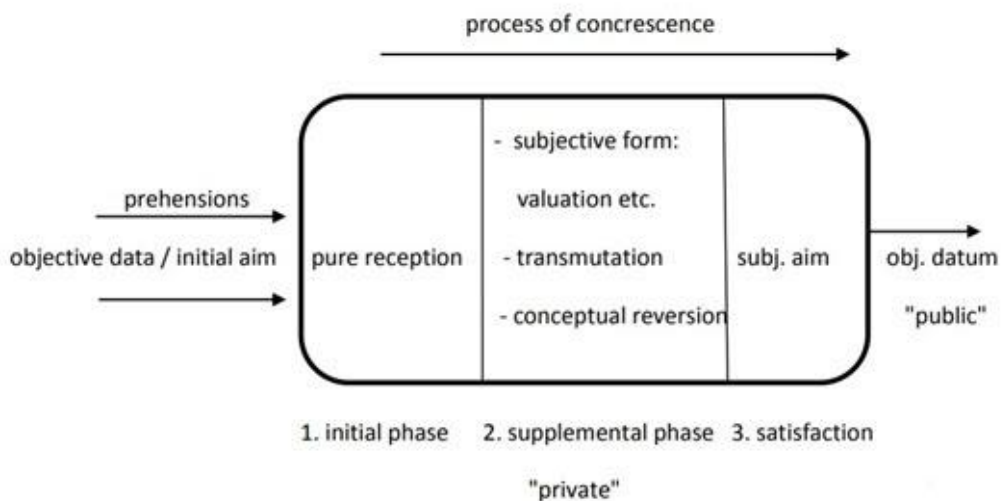 process of concrescence
- subjective form:
prehensions
valuation etc.
objective data / initial aim
pure reception
- transmutation
subj. aim
obj. datum
- conceptual reversion
"public"
1. initial phase
2. supplemental phase
3. satisfaction
"private"